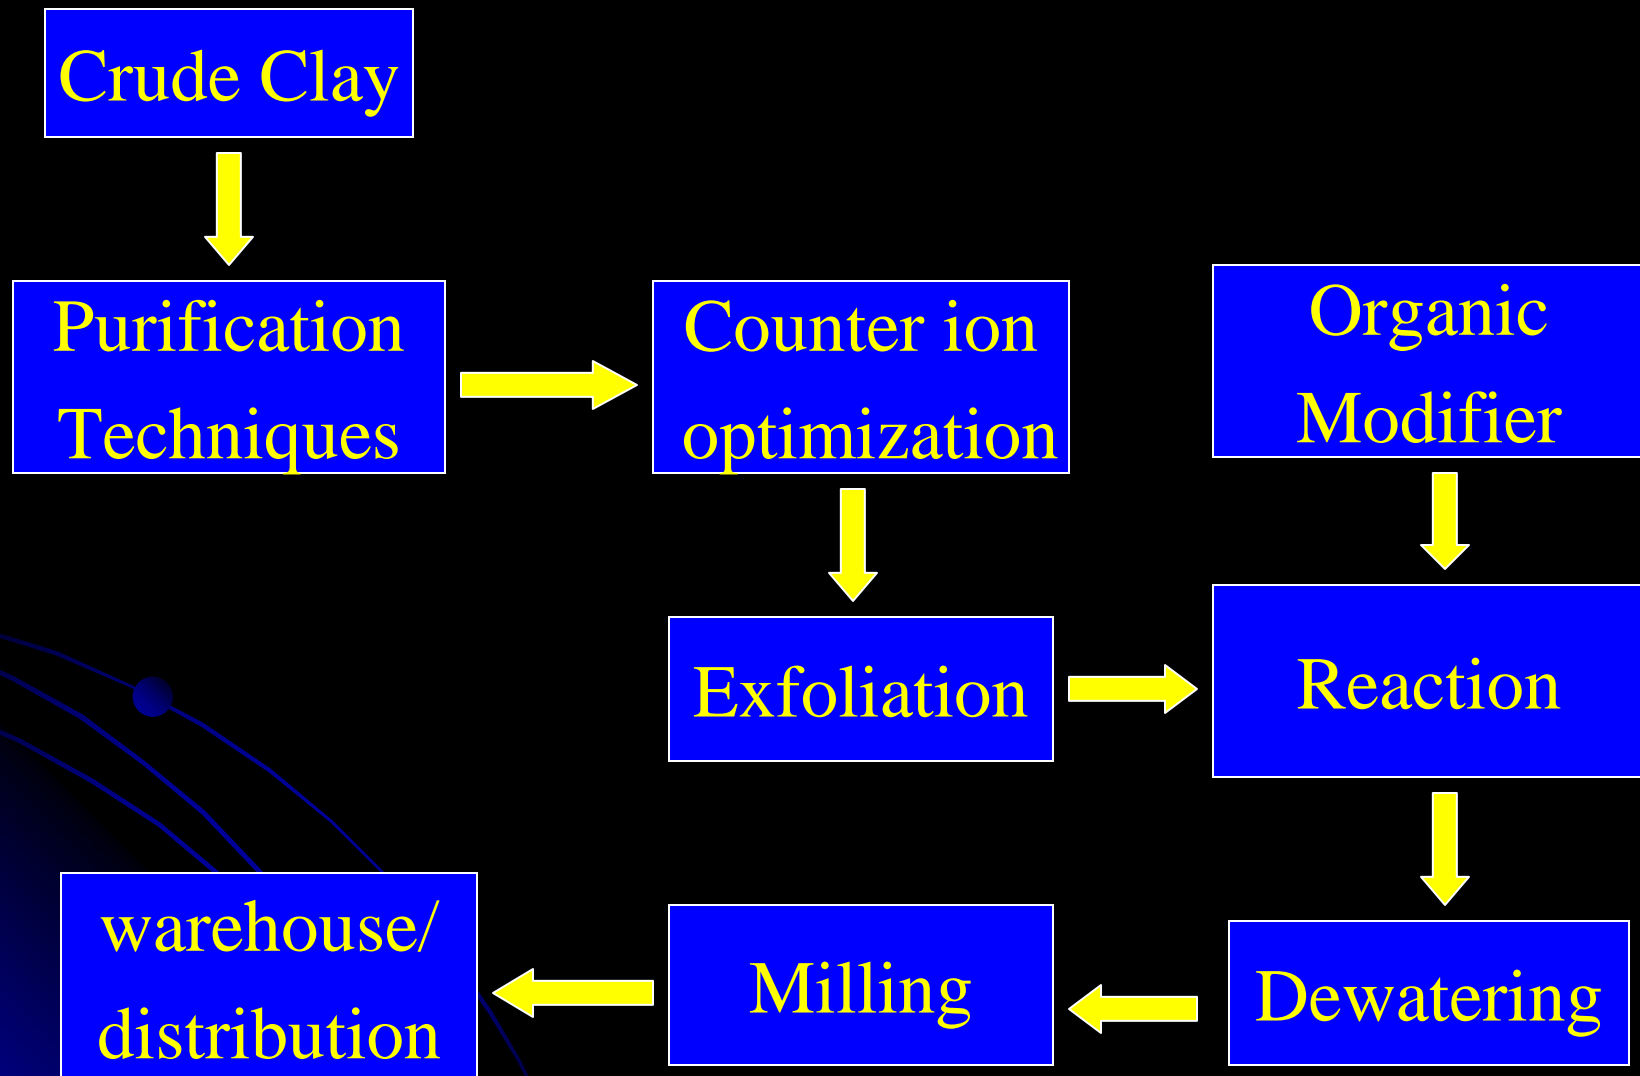 Crude Clay
Purification
Techniques
Counter ion
optimization
Organic
Modifier
Exfoliation
Reaction
warehouse/
distribution
Milling
Dewatering